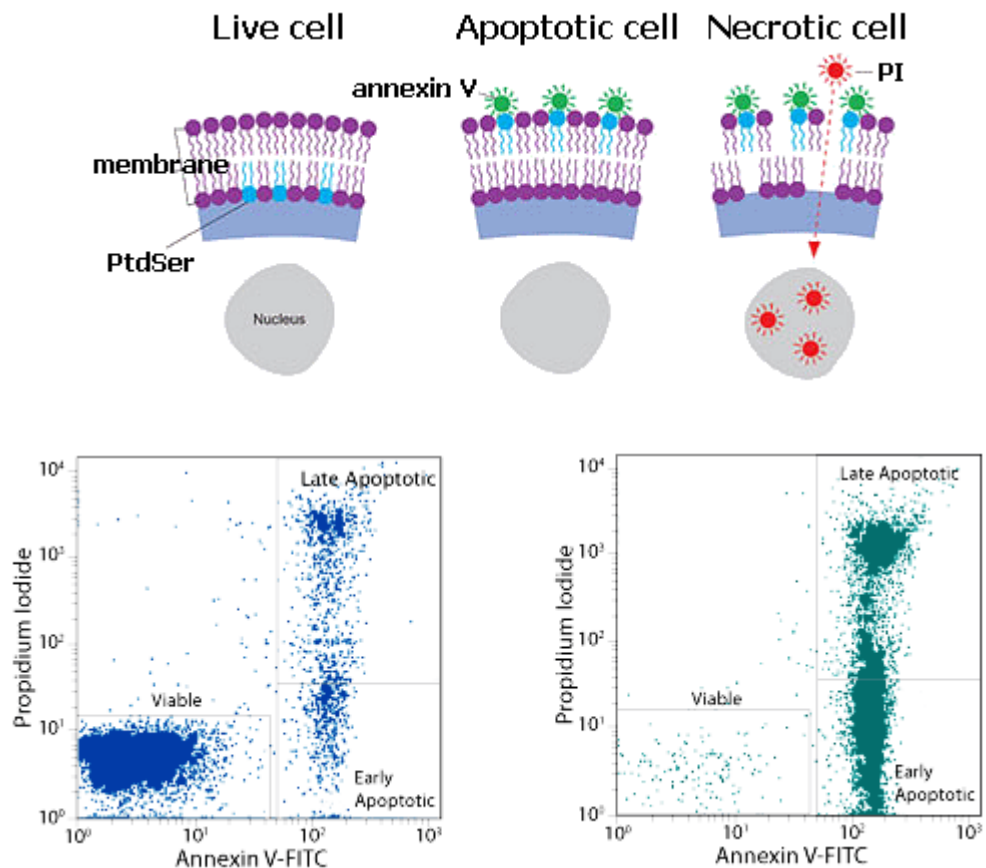 Live cell
Apoptotic cell
Necrotic cell
annexin V
PI
membrane
PtdSer
Nucleus
10⁴
10³
10²
10¹
10⁰
Propidium Iodide
Late Apoptotic
Viable
Early
Apoptotic
10⁰
10¹
10²
10³
Annexin V-FITC
10⁴
10³
10²
10¹
10⁰
Propidium Iodide
Late Apoptotic
Viable
Early
Apoptotic
10⁰
10¹
10²
10³
Annexin V-FITC